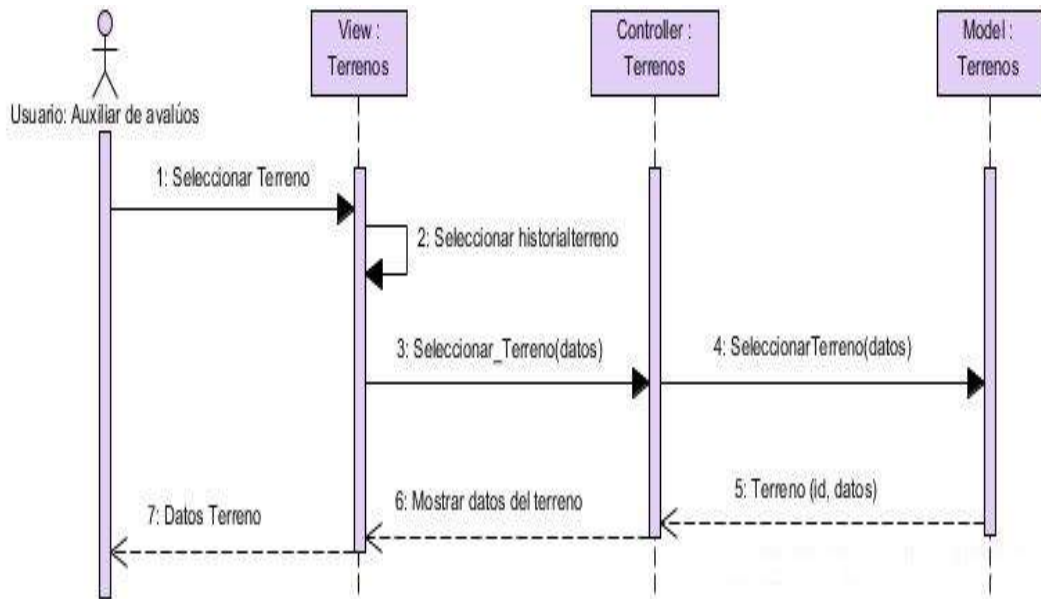 View :
Terrenos
Controller :
Terrenos
Model :
Terrenos
Usuario: Auxiliar de avalúos
1: Seleccionar Terreno
2: Seleccionar historialterreno
3: Seleccionar_Terreno(datos)
4: SeleccionarTerreno(datos)
5: Terreno (id, datos)
6: Mostrar datos del terreno
7: Datos Terreno